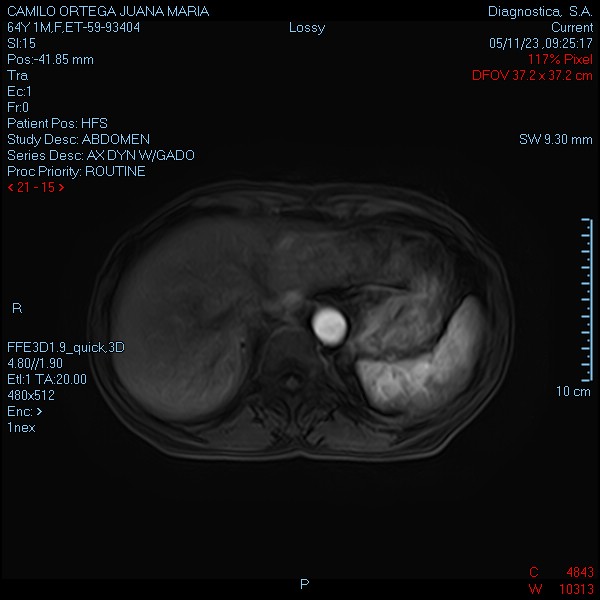 CAMILO ORTEGA JUANA MARIA
Diagnostica, S.A.
64Y 1M,F,ET-59-93404
Lossy
Current
Sl:15
05/11/23 ,09:25:17
Pos:-41.85 mm
117% Pixel
Tra
DFOV 37.2 x 37.2 cm
Ec:1
Fr:0
Patient Pos: HFS
Study Desc: ABDOMEN
SW 9.30 mm
Series Desc: AX DYN W/GADO
Proc Priority: ROUTINE
< 21 - 15 >
R
FFE3D1.9_quick,3D
4.80//1.90
Etl:1 TA:20.00
480x512
10 cm
Enc: >
1nex
C 4843
P
W 10313